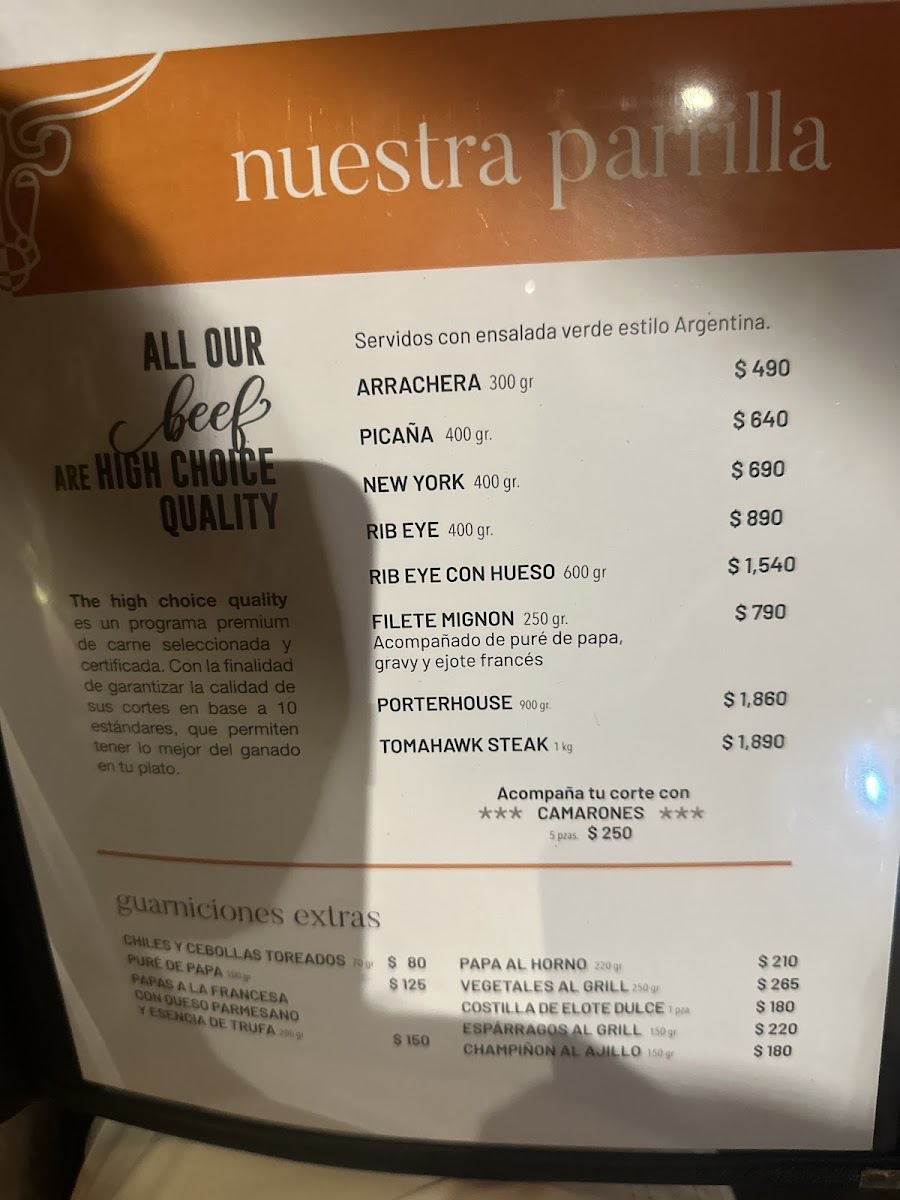 nuestra parrilla
ALL OUR
beef
ARE HIGH CHOICE
QUALITY
The high choice quality
es un programa premium
de carne seleccionada y
certificada. Con la finalidad
de garantizar la calidad de
sus cortes en base a 10
estándares, que permiten
tener lo mejor del ganado
en tu plato.
Servidos con ensalada verde estilo Argentina.
ARRACHERA 300 gr $ 490
PICAÑA 400 gr. $ 640
NEW YORK 400 gr. $ 690
RIB EYE 400 gr. $ 890
RIB EYE CON HUESO 600 gr $ 1,540
FILETE MIGNON 250 gr. $ 790
Acompañado de puré de papa,
gravy y ejote francés
PORTERHOUSE 900 gr. $ 1,860
TOMAHAWK STEAK 1 kg $ 1,890
Acompaña tu corte con
*** CAMARONES ***
5 pzas. $ 250
guarniciones extras
CHILES Y CEBOLLAS TOREADOS 70 gr $ 80
PURÉ DE PAPA gr $ 125
PAPAS A LA FRANCESA
CON QUESO PARMESANO
Y ESENCIA DE TRUFA gr $ 150
PAPA AL HORNO 220 gr $ 210
VEGETALES AL GRILL 250 gr $ 265
COSTILLA DE ELOTE DULCE 1 pza $ 180
ESPÁRRAGOS AL GRILL 150 gr $ 220
CHAMPIÑON AL AJILLO 150 gr $ 180